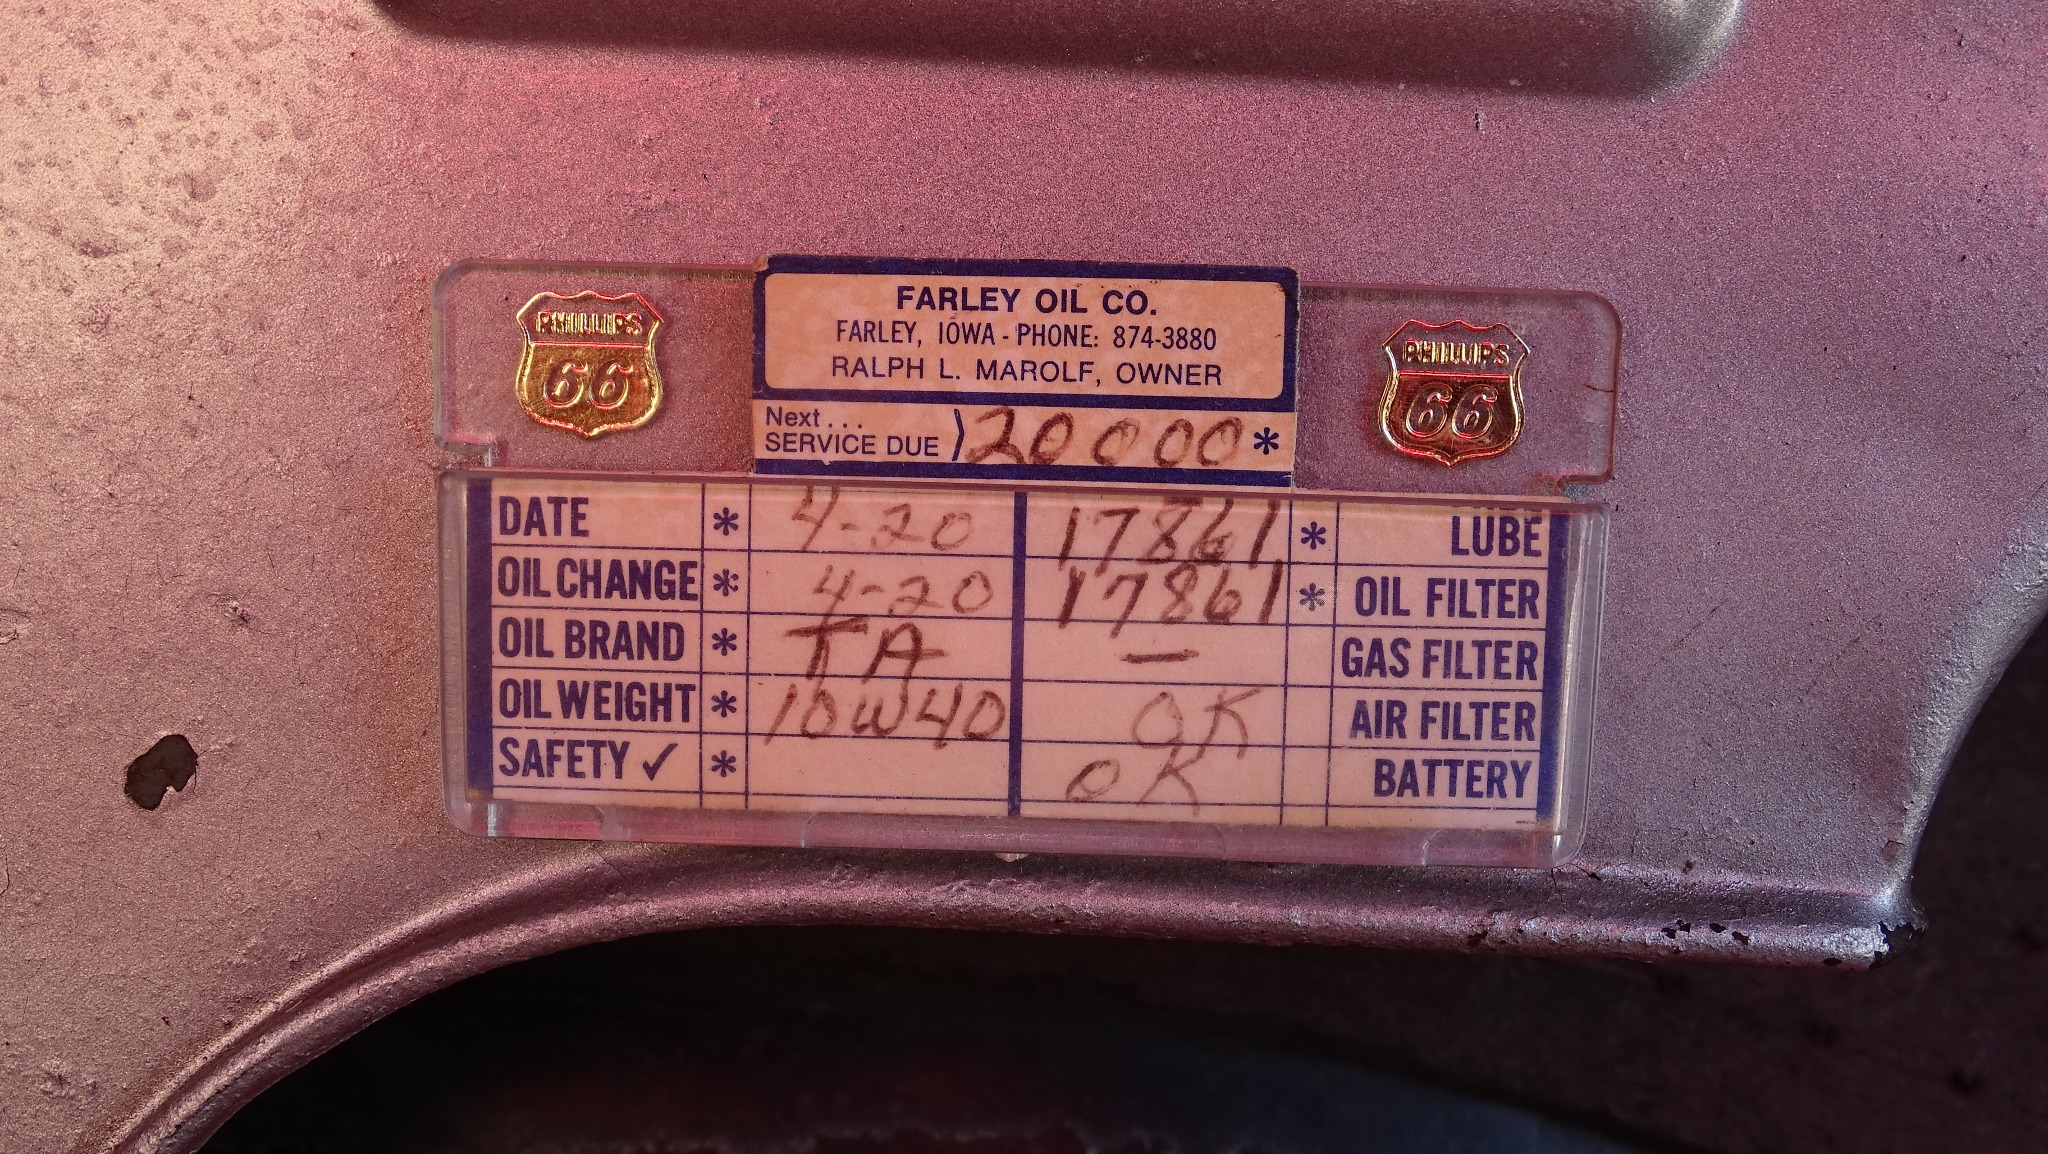 PHILLIPS
66
FARLEY OIL CO.
FARLEY, IOWA - PHONE: 874-3880
RALPH L. MAROLF, OWNER
Next...
SERVICE DUE ) 20000 *
PHILLIPS
66
DATE * 4-20 17861 * LUBE
OIL CHANGE * 4-20 17861 * OIL FILTER
OIL BRAND * TA — GAS FILTER
OIL WEIGHT * 10W40 OK AIR FILTER
SAFETY ✓ * OK BATTERY